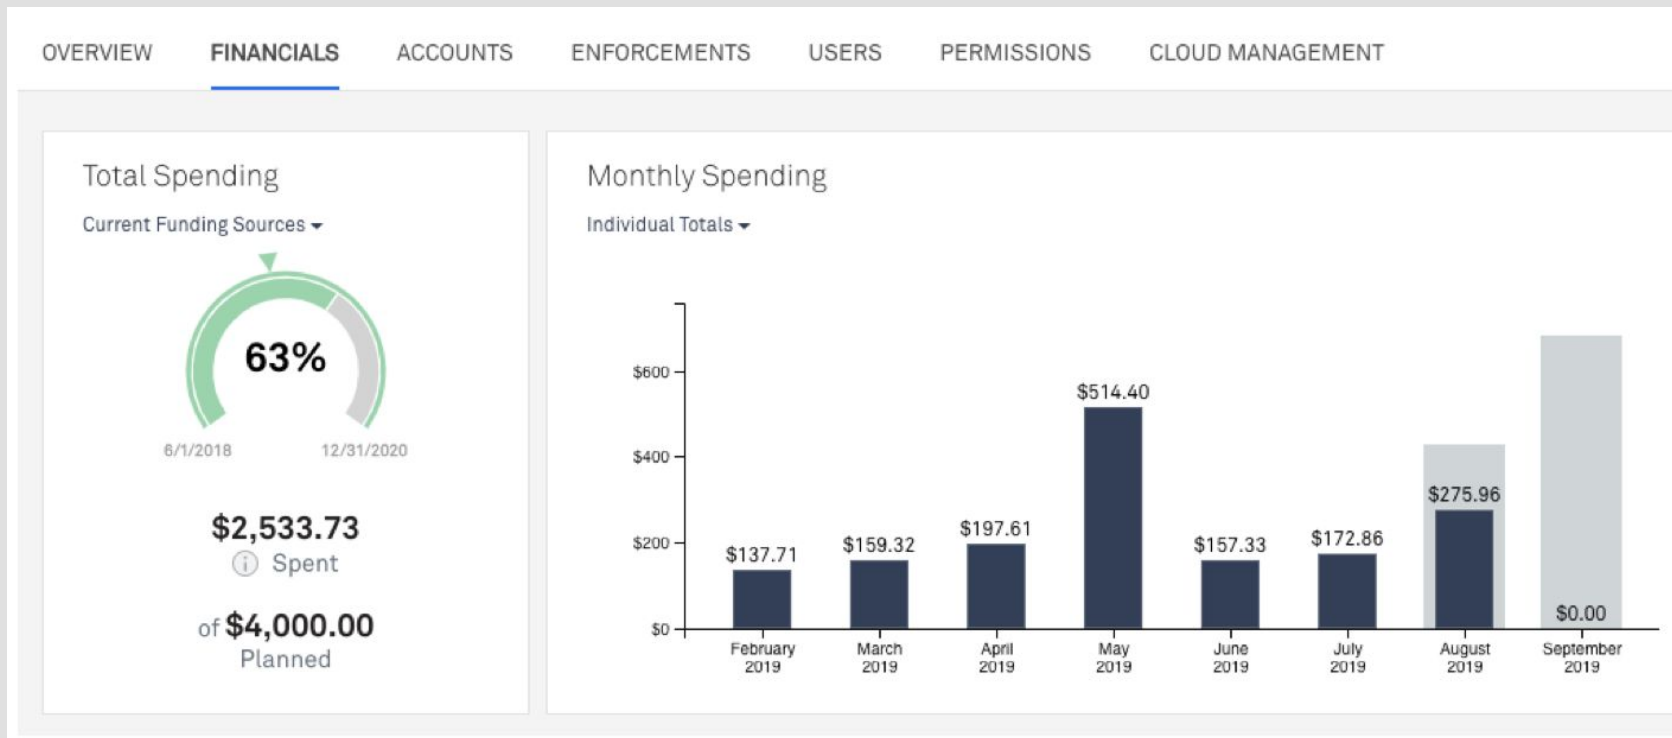 OVERVIEW FINANCIALS ACCOUNTS ENFORCEMENTS USERS PERMISSIONS CLOUD MANAGEMENT
Total Spending
Current Funding Sources
63%
6/1/2018 12/31/2020
$2,533.73
i Spent
of $4,000.00
Planned
Monthly Spending
Individual Totals
$600
$400
$200
$0
$137.71
$159.32
$197.61
$514.40
$157.33
$172.86
$275.96
$0.00
February
2019
March
2019
April
2019
May
2019
June
2019
July
2019
August
2019
September
2019